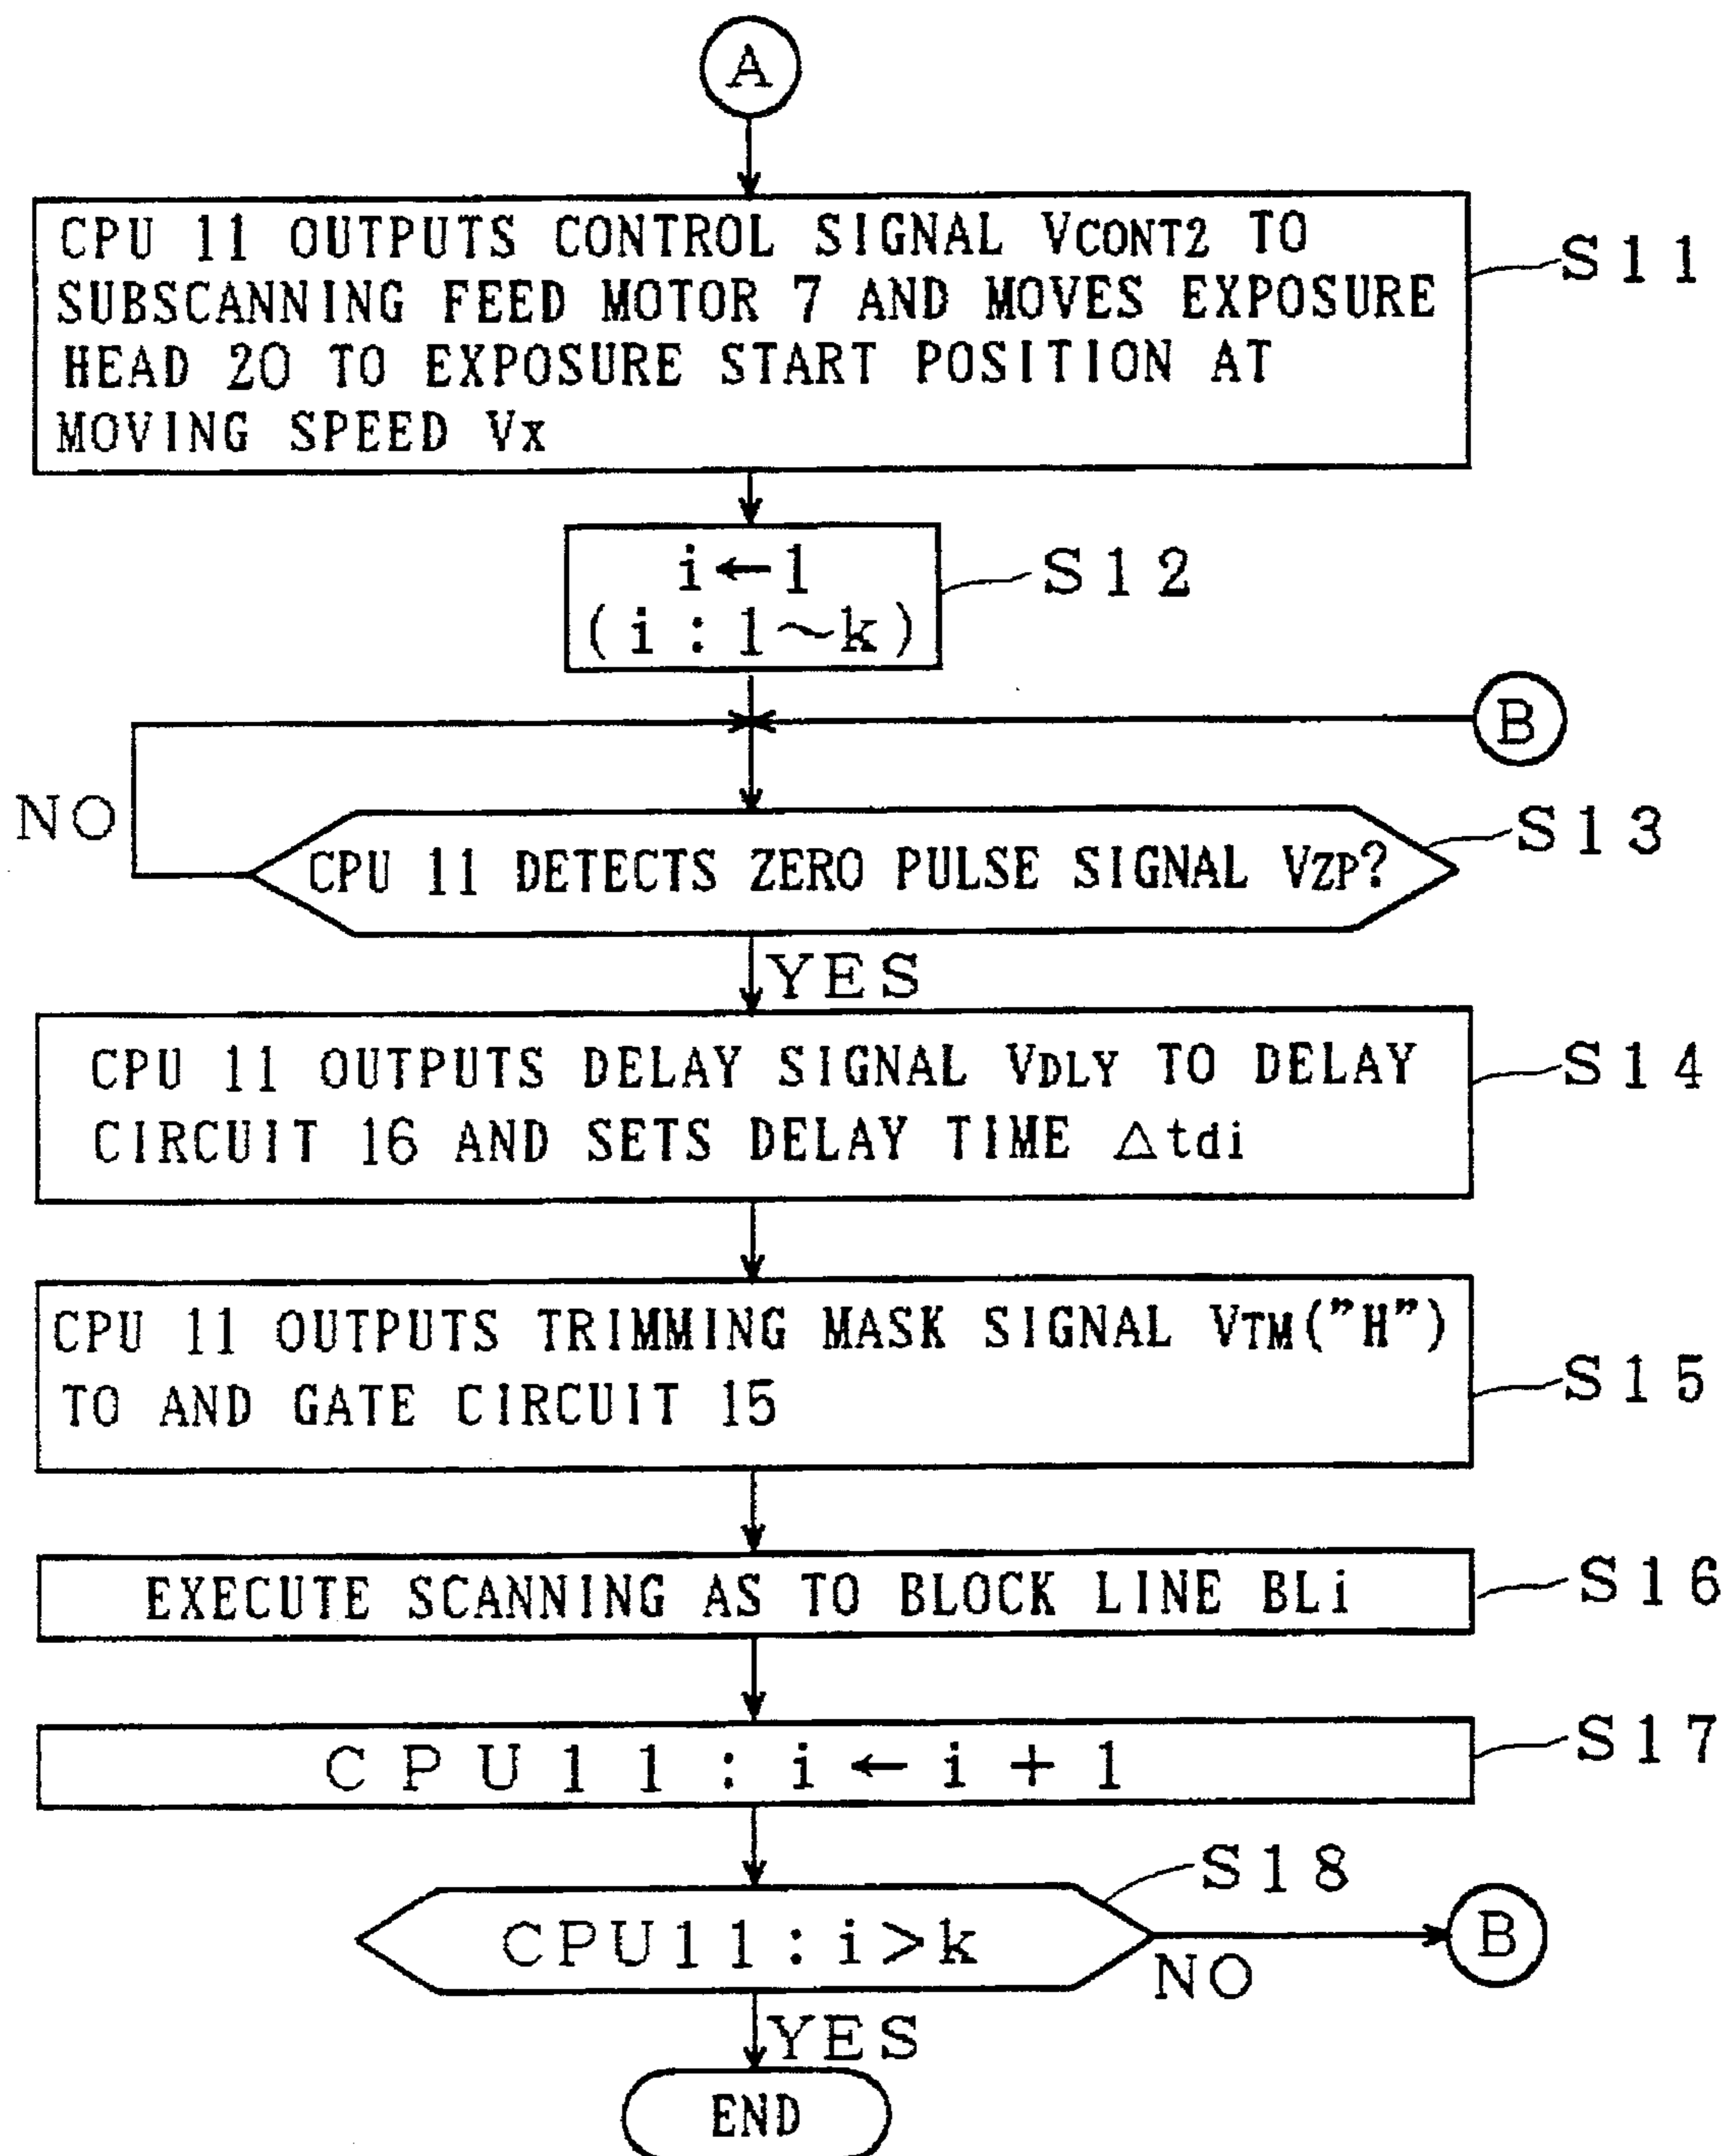 A
CPU 11 OUTPUTS CONTROL SIGNAL VCONT2 TO
SUBSCANNING FEED MOTOR 7 AND MOVES EXPOSURE
HEAD 20 TO EXPOSURE START POSITION AT
MOVING SPEED Vx
S11
i←1
(i:1~k)
S12
B
NO
CPU 11 DETECTS ZERO PULSE SIGNAL VZP?
S13
YES
CPU 11 OUTPUTS DELAY SIGNAL VDLY TO DELAY
CIRCUIT 16 AND SETS DELAY TIME △tdi
S14
CPU 11 OUTPUTS TRIMMING MASK SIGNAL VTM("H")
TO AND GATE CIRCUIT 15
S15
EXECUTE SCANNING AS TO BLOCK LINE BLi
S16
CPU11:i←i+1
S17
CPU11:i>k
S18
NO
B
YES
END